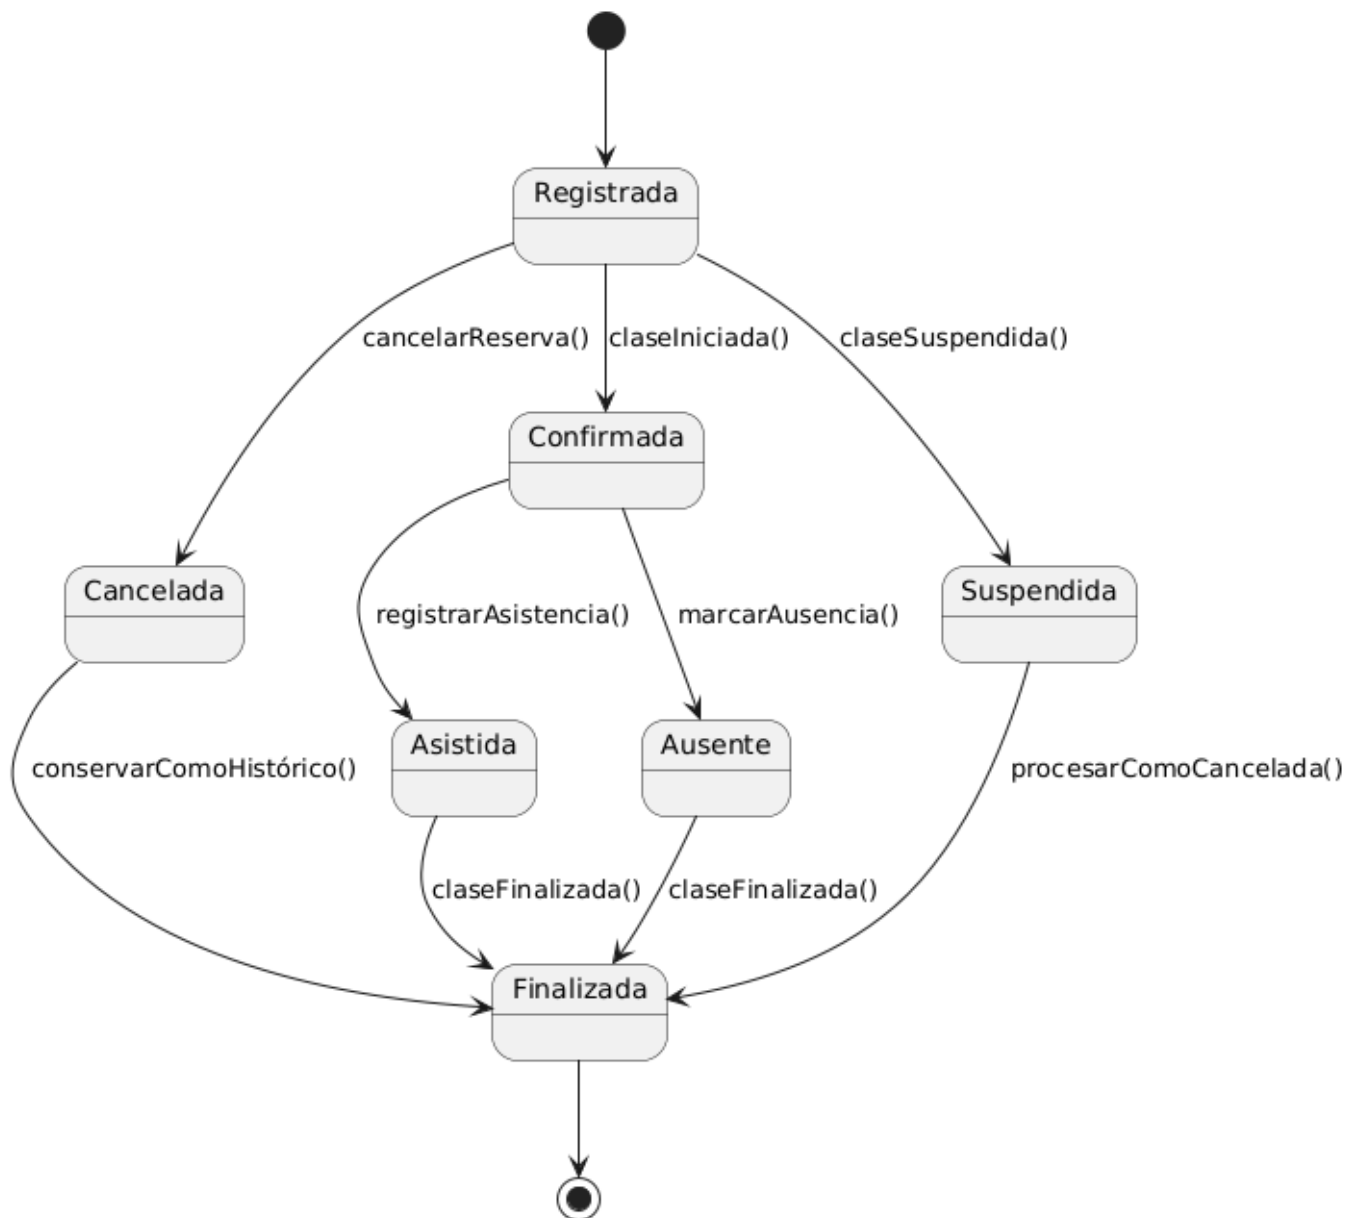 Registrada
cancelarReserva()
claseIniciada()
claseSuspendida()
Confirmada
Cancelada
Suspendida
registrarAsistencia()
marcarAusencia()
Asistida
Ausente
conservarComoHistórico()
procesarComoCancelada()
claseFinalizada()
claseFinalizada()
Finalizada